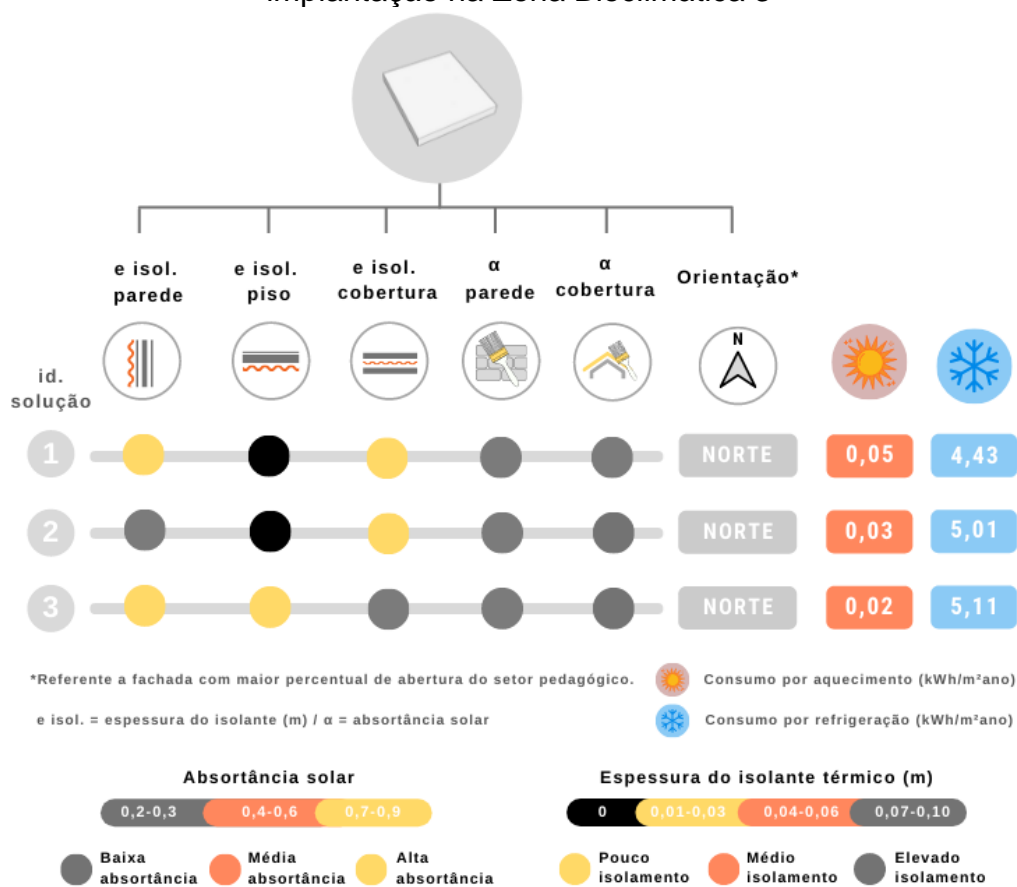 implantação na Zona Bioclimática
e isol. parede
e isol. piso
e isol. cobertura
α parede
α cobertura
Orientação*
N
id. solução
1 NORTE 0,05 4,43
2 NORTE 0,03 5,01
3 NORTE 0,02 5,11
*Referente a fachada com maior percentual de abertura do setor pedagógico.
Consumo por aquecimento (kWh/m²ano)
e isol. = espessura do isolante (m) / α = absortância solar
Consumo por refrigeração (kWh/m²ano)
Absortância solar
0,2-0,3 0,4-0,6 0,7-0,9
Baixa absortância
Média absortância
Alta absortância
Espessura do isolante térmico (m)
0 0,01-0,03 0,04-0,06 0,07-0,10
Pouco isolamento
Médio isolamento
Elevado isolamento